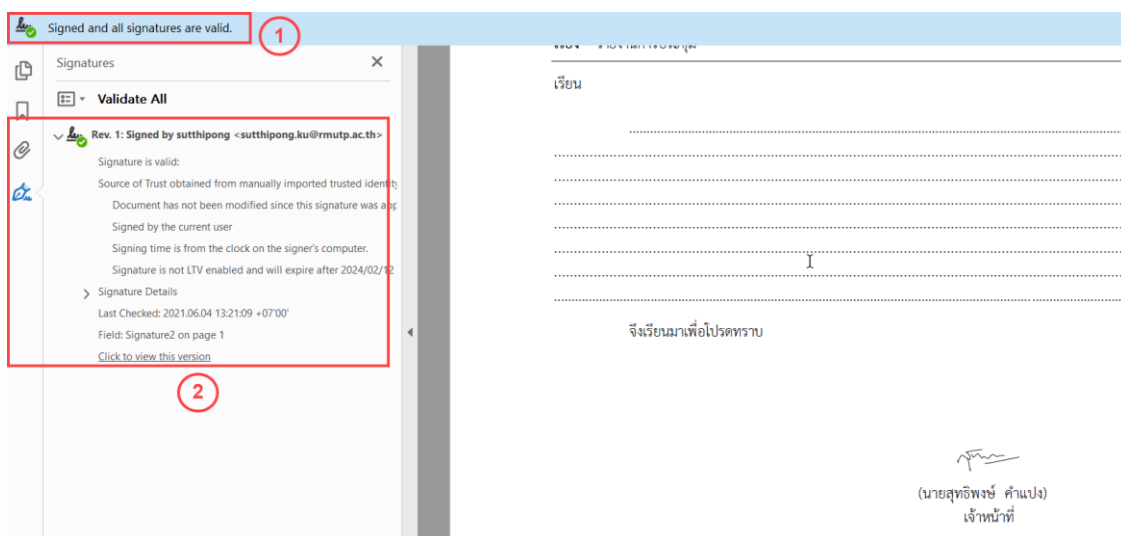 Signed and all signatures are valid.
1
Signatures
Validate All
Rev. 1: Signed by sutthipong <sutthipong.ku@rmutp.ac.th>
Signature is valid:
Source of Trust obtained from manually imported trusted identity
Document has not been modified since this signature was app
Signed by the current user
Signing time is from the clock on the signer's computer.
Signature is not LTV enabled and will expire after 2024/02/12
Signature Details
Last Checked: 2021.06.04 13:21:09 +07'00'
Field: Signature2 on page 1
Click to view this version
2
เรียน
จึงเรียนมาเพื่อโปรดทราบ
(นายสุทธิพงษ์ คำแปง)
เจ้าหน้าที่